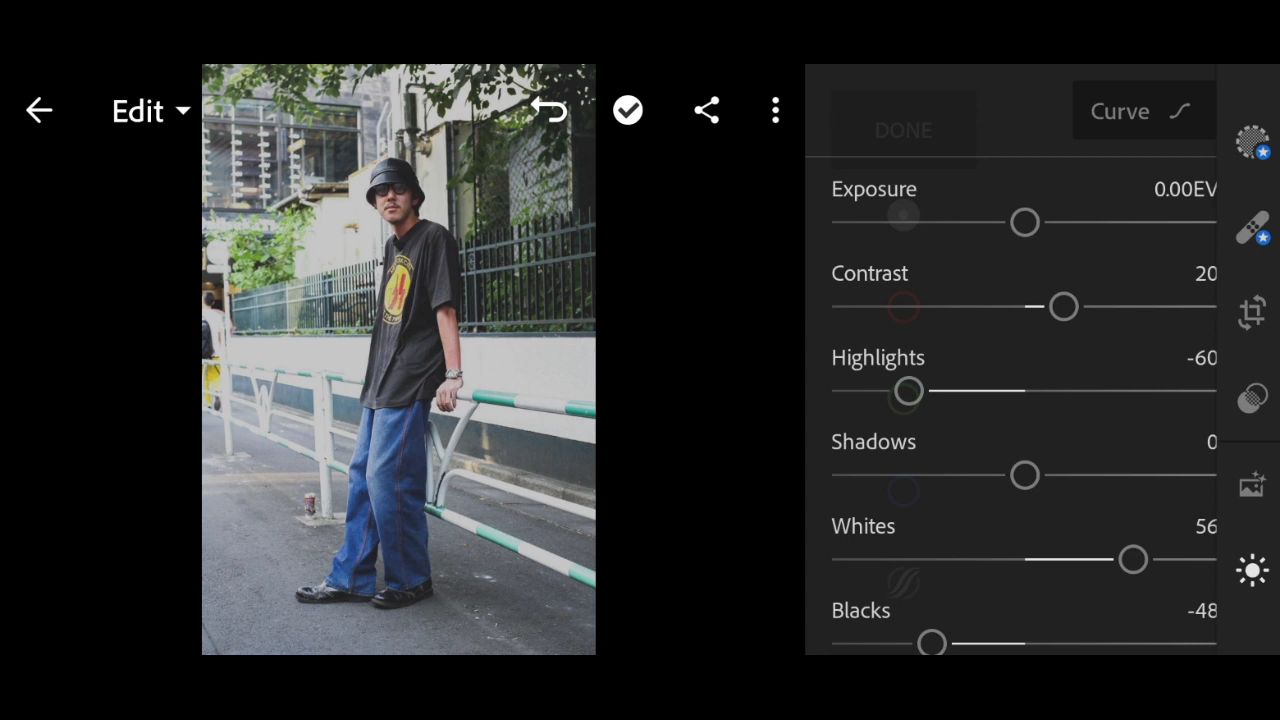 Edit
DONE
Curve
Exposure 0.00EV
Contrast 20
Highlights -60
Shadows 0
Whites 56
Blacks -48